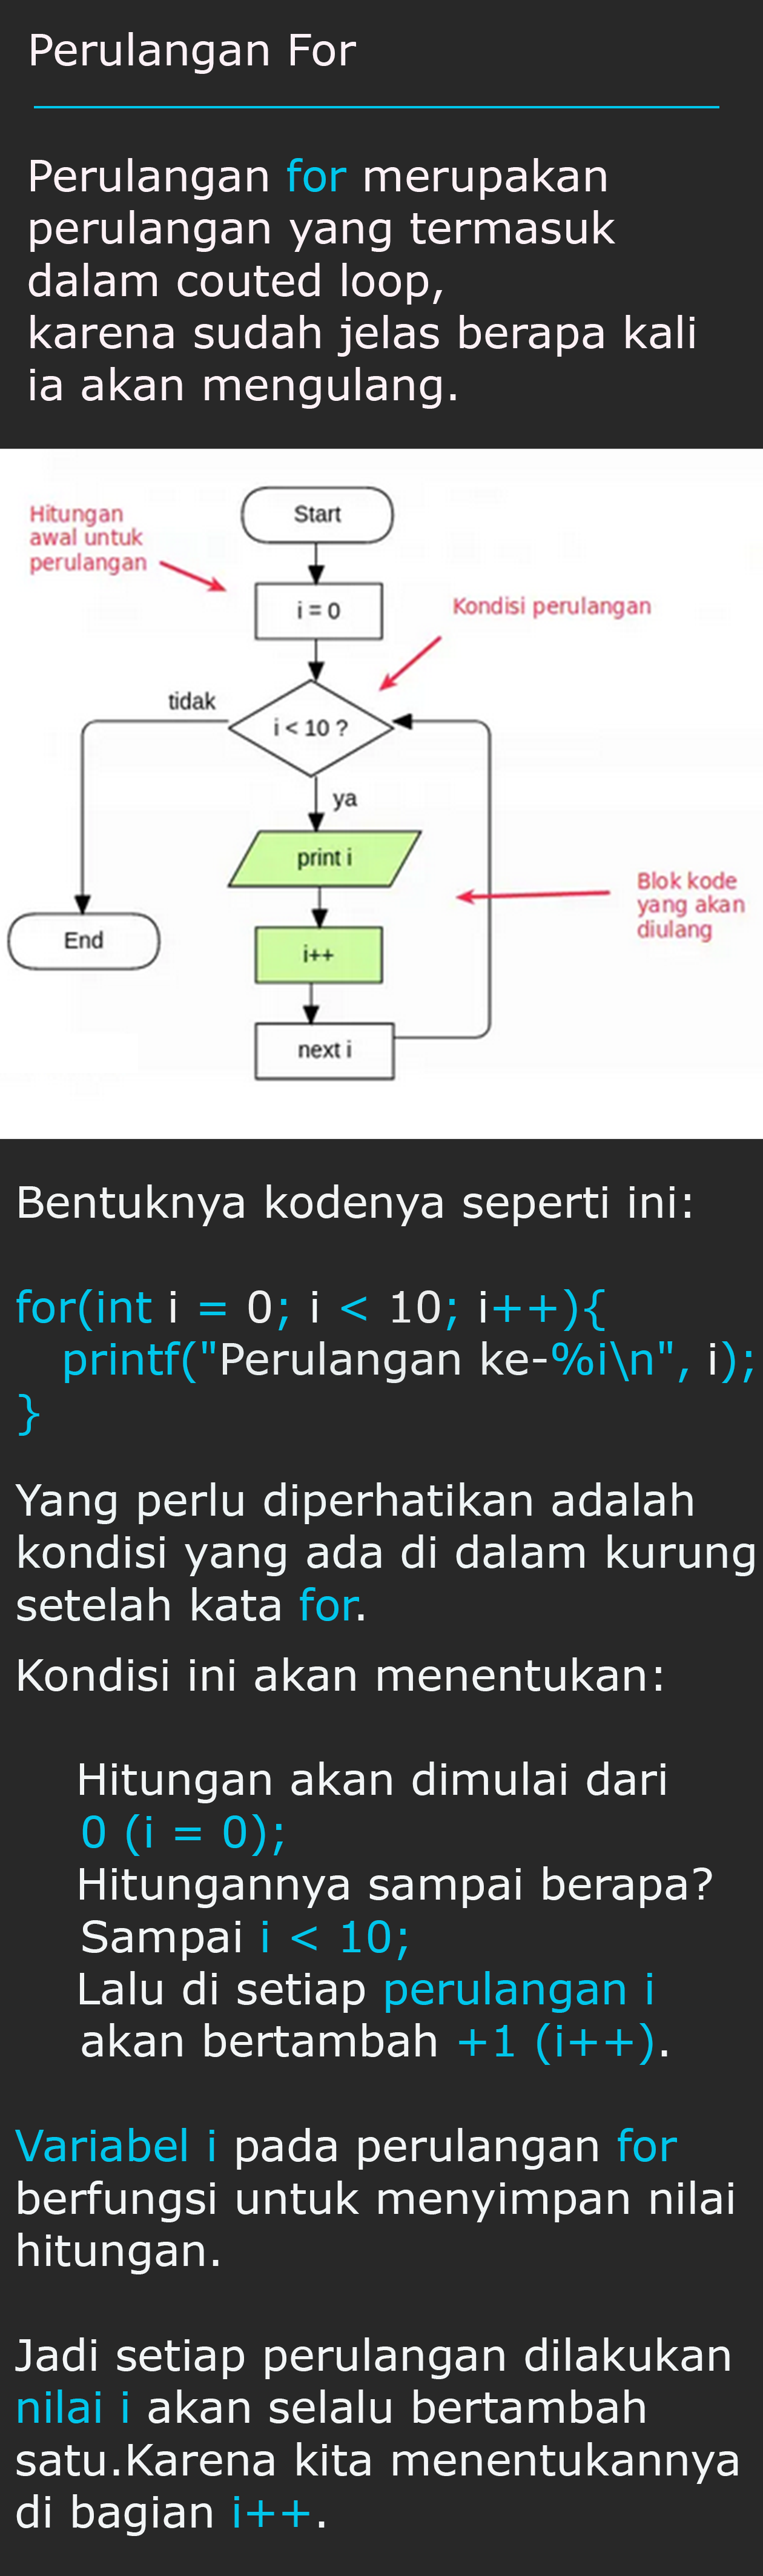 Perulangan For
Perulangan for merupakan
perulangan yang termasuk
dalam couted loop,
karena sudah jelas berapa kali
ia akan mengulang.
Hitungan
awal untuk
perulangan
Start
i = 0
Kondisi perulangan
tidak
i < 10 ?
ya
print i
Blok kode
yang akan
diulang
End
i++
next i
Bentuknya kodenya seperti ini:
for(int i = 0; i < 10; i++){
printf("Perulangan ke-%i\n", i);
}
Yang perlu diperhatikan adalah
kondisi yang ada di dalam kurung
setelah kata for.
Kondisi ini akan menentukan:
Hitungan akan dimulai dari
0 (i = 0);
Hitungannya sampai berapa?
Sampai i < 10;
Lalu di setiap perulangan i
akan bertambah +1 (i++).
Variabel i pada perulangan for
berfungsi untuk menyimpan nilai
hitungan.
Jadi setiap perulangan dilakukan
nilai i akan selalu bertambah
satu.Karena kita menentukannya
di bagian i++.